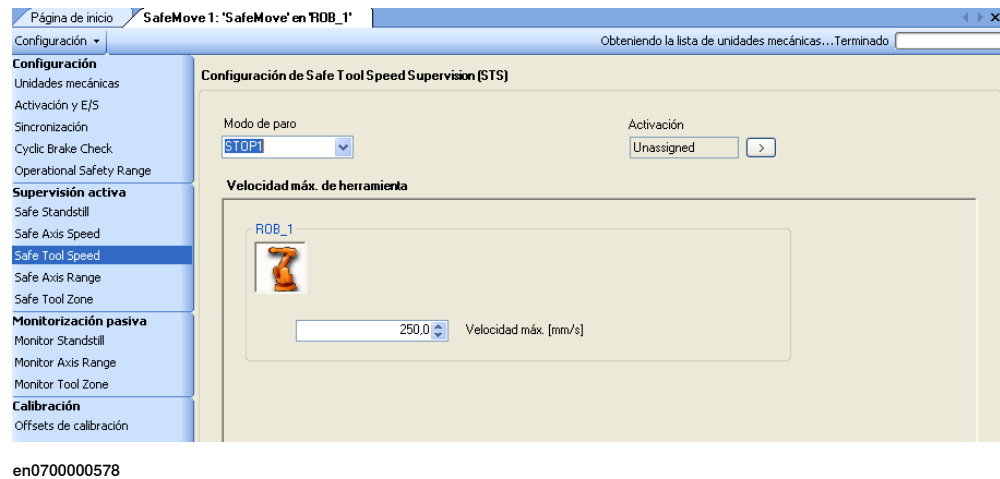 Página de inicio
SafeMove 1: 'SafeMove' en 'ROB_1'
Configuración
Obteniendo la lista de unidades mecánicas...Terminado
Configuración
Unidades mecánicas
Activación y E/S
Sincronización
Cyclic Brake Check
Operational Safety Range
Supervisión activa
Safe Standstill
Safe Axis Speed
Safe Tool Speed
Safe Axis Range
Safe Tool Zone
Monitorización pasiva
Monitor Standstill
Monitor Axis Range
Monitor Tool Zone
Calibración
Offsets de calibración
Configuración de Safe Tool Speed Supervision (STS)
Modo de paro
STOP1
Activación
Unassigned
>
Velocidad máx. de herramienta
ROB_1
250,0
Velocidad máx. [mm/s]
en0700000578